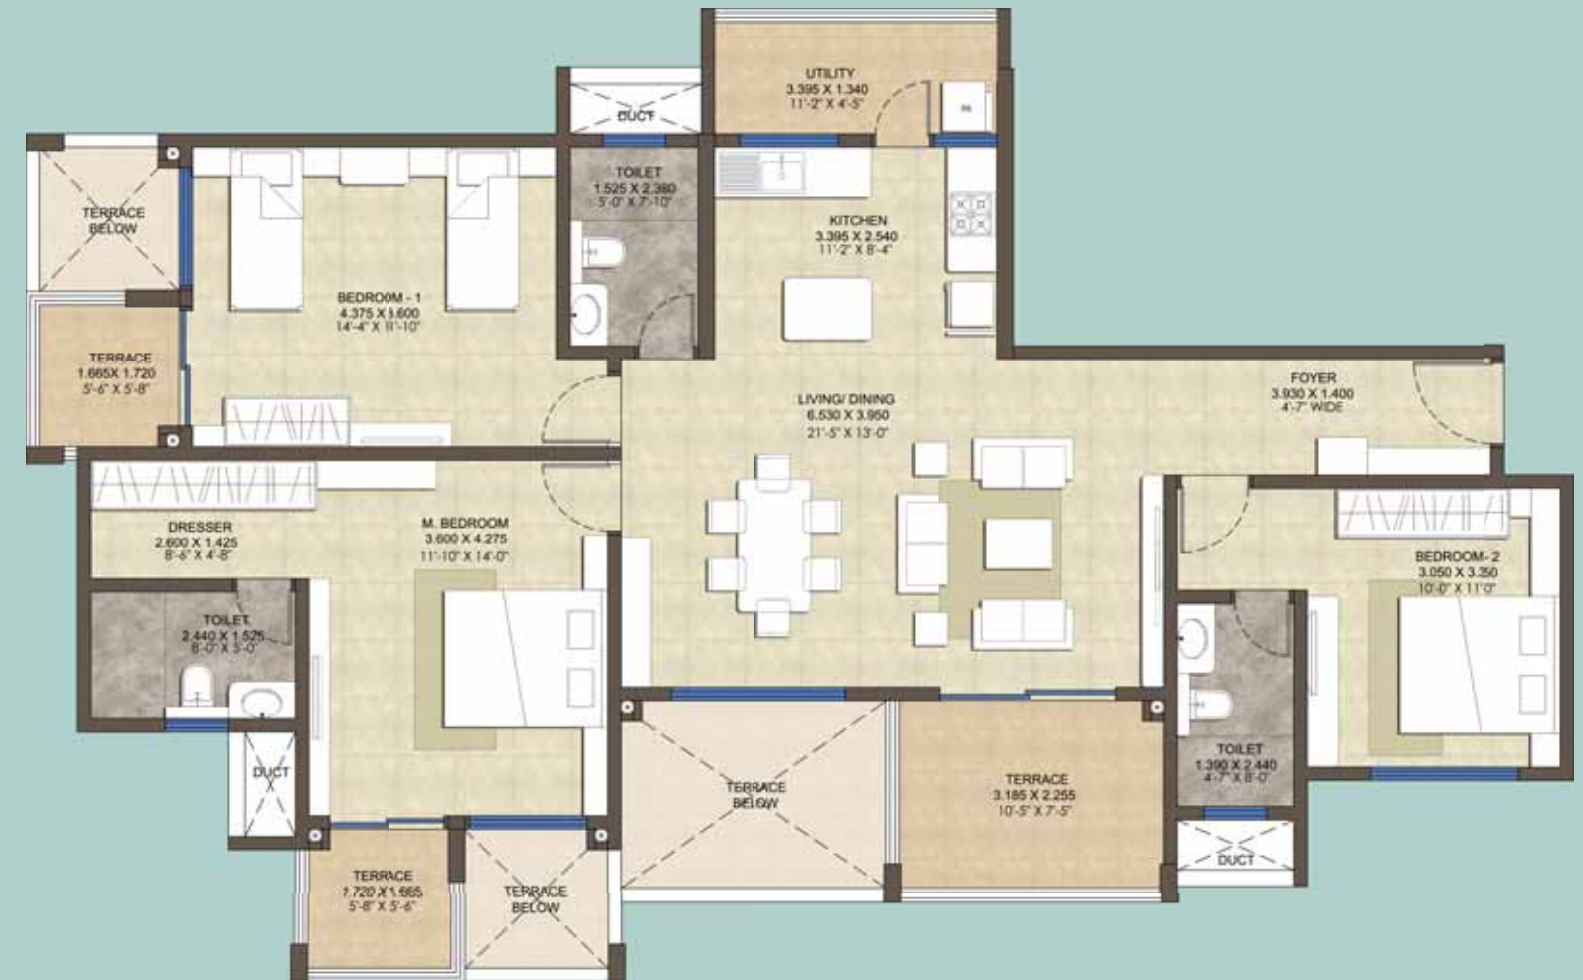 UTILITY
3.395 X 1.340
11'-2" X 4'-5"
DUCT
TOILET
1.525 X 2.380
5'-0" X 7'-10"
TERRACE
BELOW
KITCHEN
3.395 X 2.540
11'-2" X 8'-4"
BEDROOM - 1
4.375 X 3.600
14'-4" X 11'-10"
TERRACE
1.665X 1.720
5'-6" X 5'-8"
FOYER
3.930 X 1.400
4'-7" WIDE
LIVING/ DINING
6.530 X 3.950
21'-5" X 13'-0"
DRESSER
2.600 X 1.425
8'-6" X 4'-8"
M. BEDROOM
3.600 X 4.275
11'-10" X 14'-0"
BEDROOM- 2
3.050 X 3.350
10'-0" X 11'0"
TOILET
2.440 X 1.525
8'-0" X 5'-0"
DUCT
TERRACE
BELOW
TERRACE
3.185 X 2.255
10'-5" X 7'-5"
TOILET
1.390 X 2.440
4'-7" X 8'-0"
DUCT
TERRACE
1.720 X 1.665
5'-8" X 5'-6"
TERRACE
BELOW